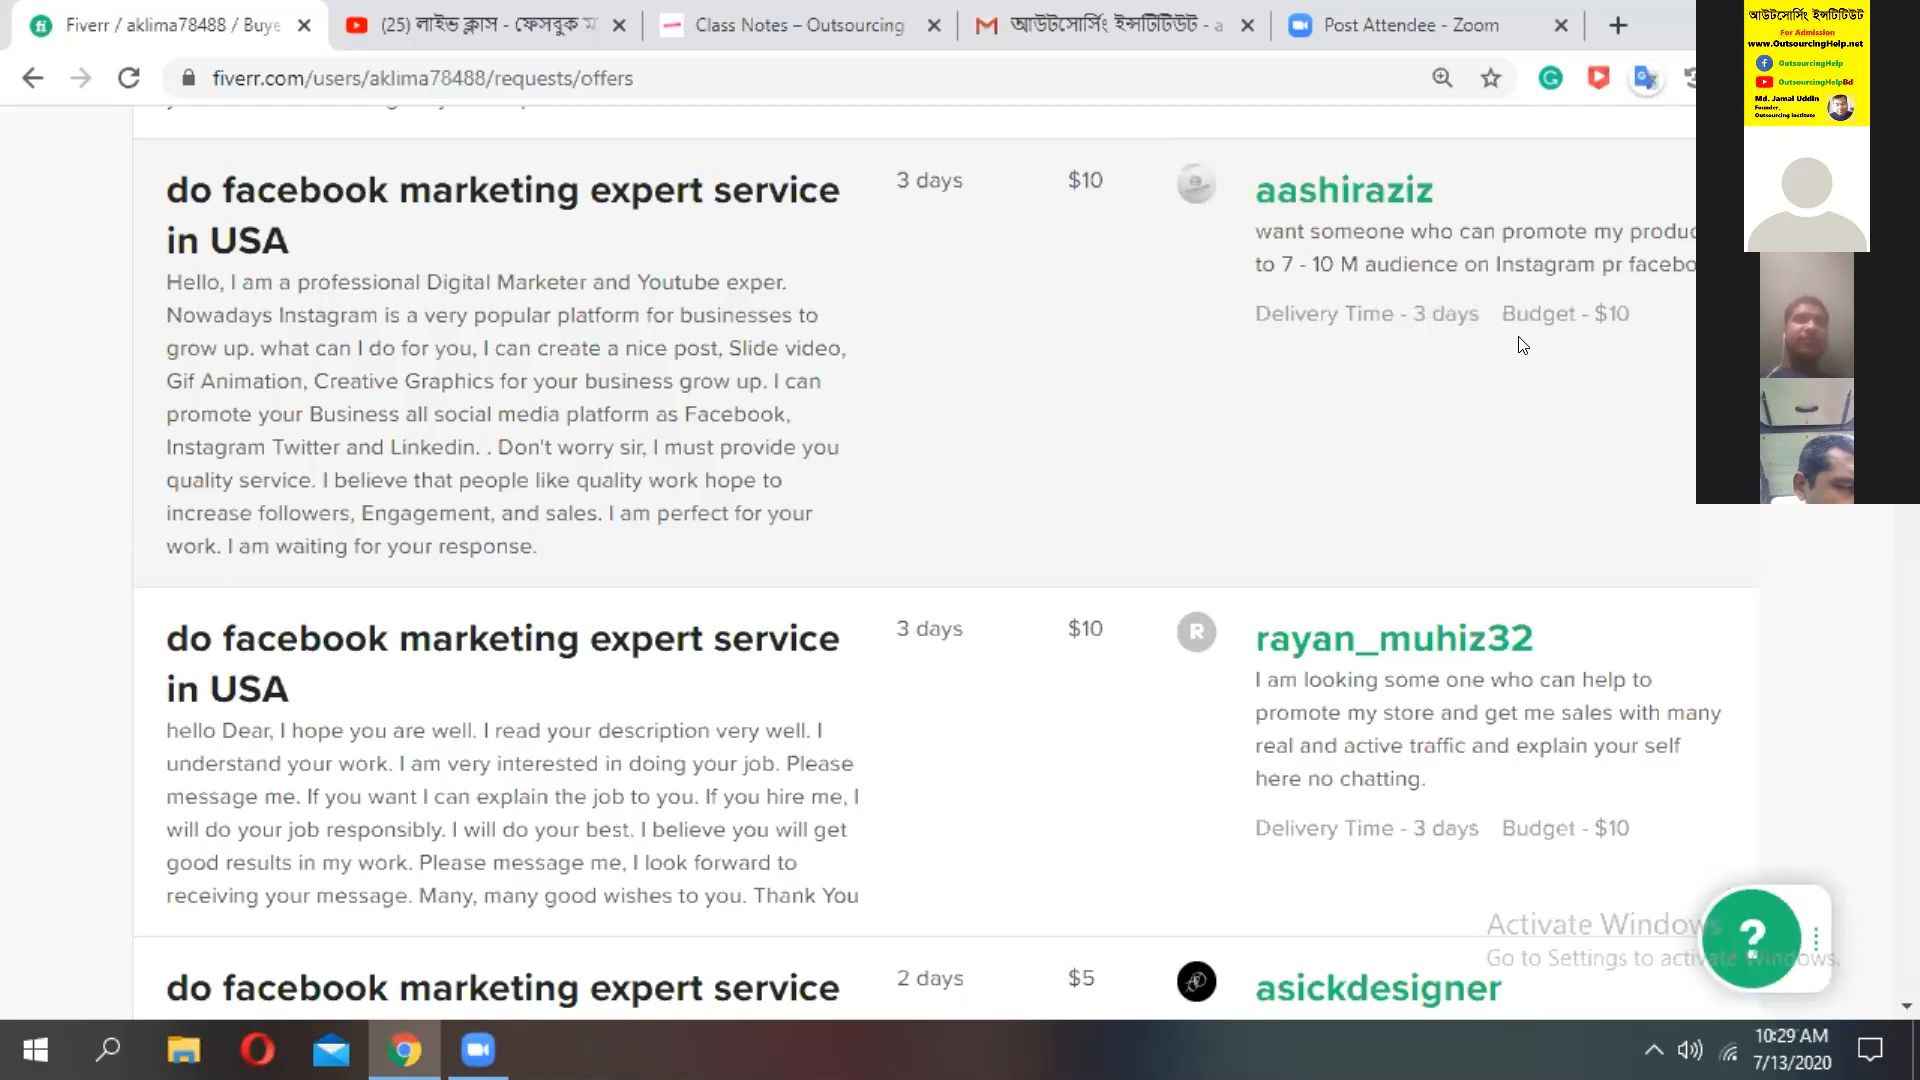 Fiverr / aklima78488 / Buye
(25) লাইভ ক্লাস - ফেসবুক ম
Class Notes – Outsourcing
আউটসোর্সিং ইন্সটিটিউট - a
Post Attendee - Zoom
fiverr.com/users/aklima78488/requests/offers
আউটসোর্সিং ইন্সটিটিউট
For Admission
www.OutsourcingHelp.net
OutsourcingHelp
OutsourcingHelpBd
Md. Jamal Uddin
Founder,
Outsourcing Institute
do facebook marketing expert service
in USA
Hello, I am a professional Digital Marketer and Youtube exper.
Nowadays Instagram is a very popular platform for businesses to
grow up. what can I do for you, I can create a nice post, Slide video,
Gif Animation, Creative Graphics for your business grow up. I can
promote your Business all social media platform as Facebook,
Instagram Twitter and Linkedin. . Don't worry sir, I must provide you
quality service. I believe that people like quality work hope to
increase followers, Engagement, and sales. I am perfect for your
work. I am waiting for your response.
3 days
$10
aashiraziz
want someone who can promote my produc
to 7 - 10 M audience on Instagram pr facebo
Delivery Time - 3 days Budget - $10
do facebook marketing expert service
in USA
hello Dear, I hope you are well. I read your description very well. I
understand your work. I am very interested in doing your job. Please
message me. If you want I can explain the job to you. If you hire me, I
will do your job responsibly. I will do your best. I believe you will get
good results in my work. Please message me, I look forward to
receiving your message. Many, many good wishes to you. Thank You
3 days
$10
R
rayan_muhiz32
I am looking some one who can help to
promote my store and get me sales with many
real and active traffic and explain your self
here no chatting.
Delivery Time - 3 days Budget - $10
do facebook marketing expert service
2 days
$5
asickdesigner
Activate Windows
Go to Settings to activate Windows.
?
10:29 AM
7/13/2020